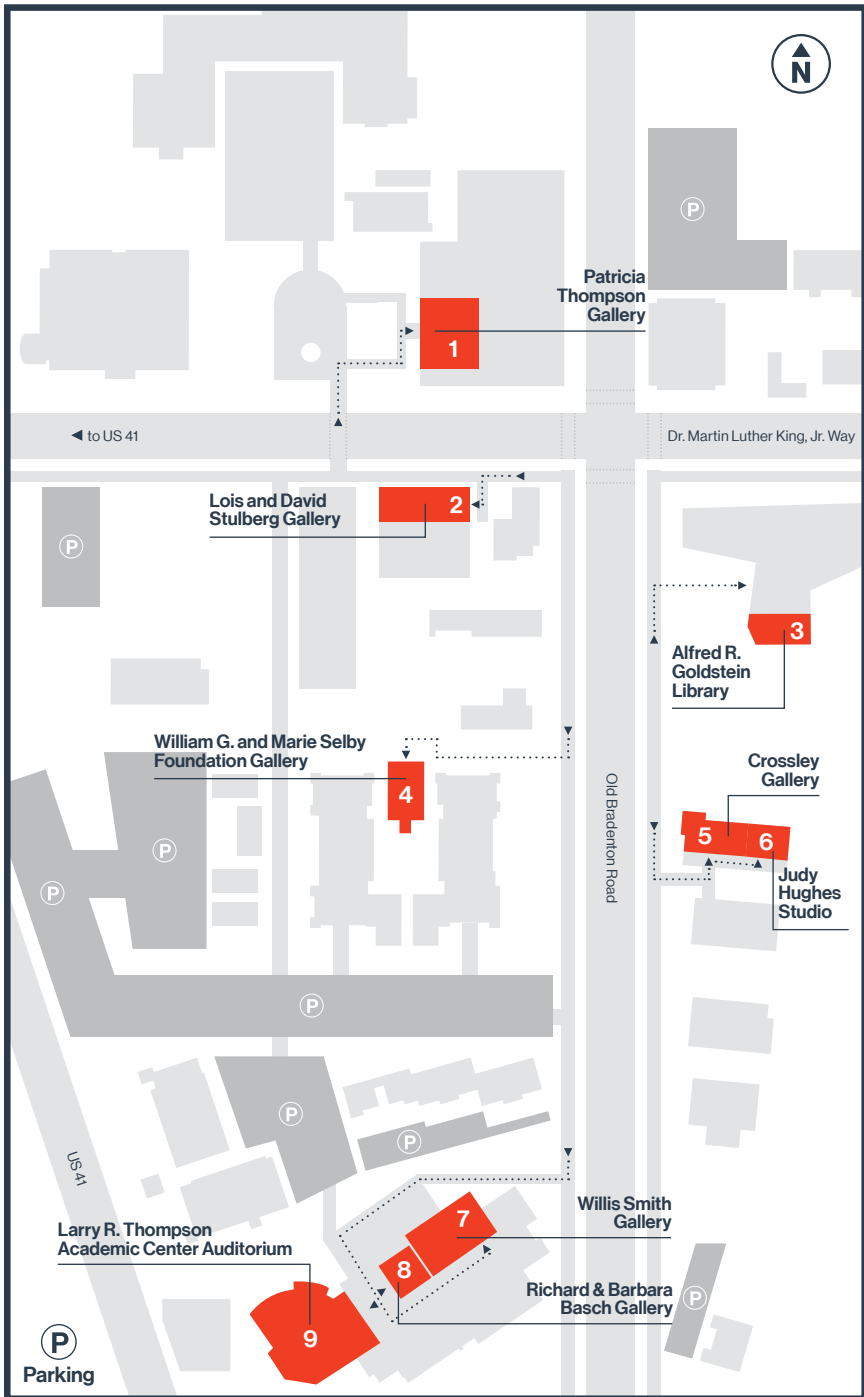 N
P
Patricia
Thompson
Gallery
1
to US 41
Dr. Martin Luther King, Jr. Way
Lois and David
Stulberg Gallery
2
P
3
Alfred R.
Goldstein
Library
William G. and Marie Selby
Foundation Gallery
4
Old Bradenton Road
Crossley
Gallery
5
6
Judy
Hughes
Studio
P
P
P
P
P
US 41
Willis Smith
Gallery
7
Larry R. Thompson
Academic Center Auditorium
8
Richard & Barbara
Basch Gallery
P
9
P
Parking